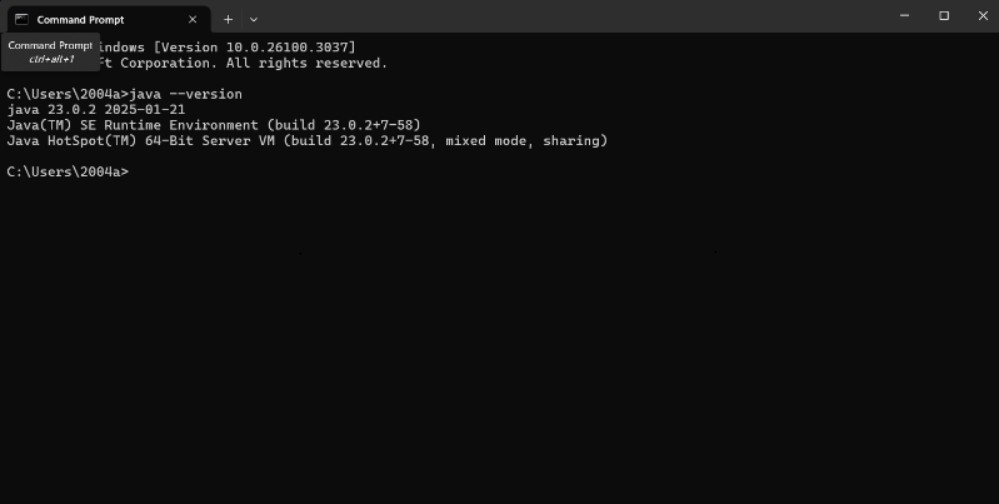 Command Prompt
Command Prompt
ctrl+alt+1
indows [Version 10.0.26100.3037]
ft Corporation. All rights reserved.
C:\Users\2004a>java --version
java 23.0.2 2025-01-21
Java(TM) SE Runtime Environment (build 23.0.2+7-58)
Java HotSpot(TM) 64-Bit Server VM (build 23.0.2+7-58, mixed mode, sharing)
C:\Users\2004a>